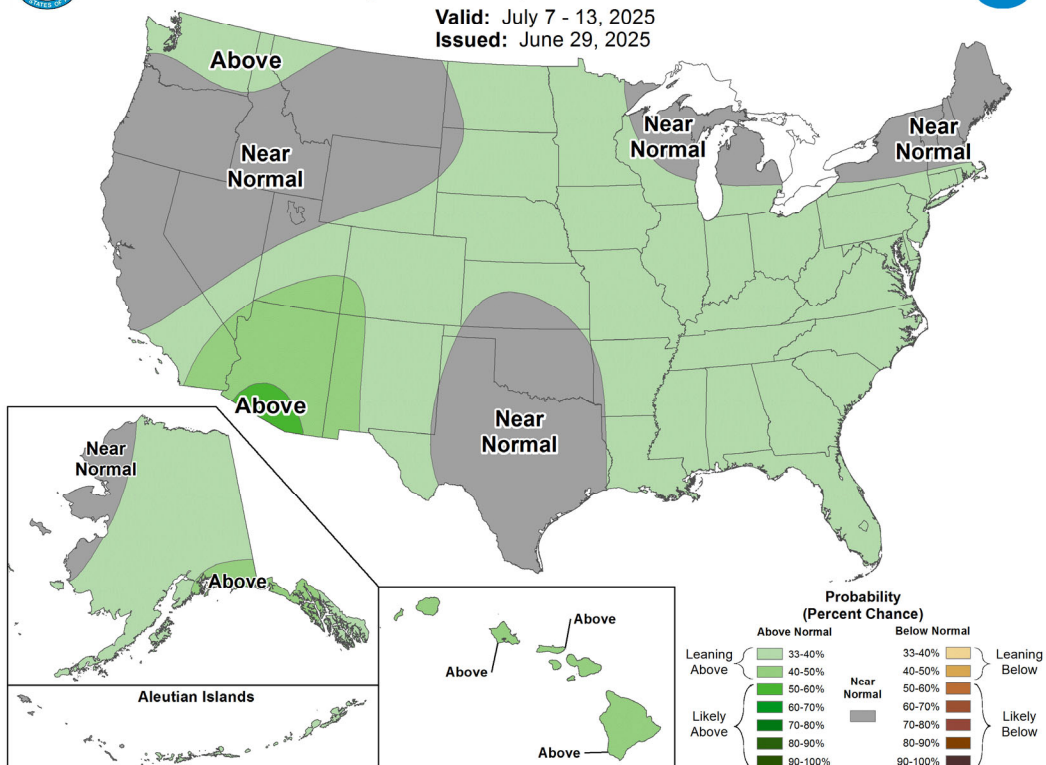 STATES OF
Valid: July 7 - 13, 2025
Issued: June 29, 2025
Above
Near
Normal
Near
Normal
Near
Normal
Above
Near
Normal
Near
Normal
Above
Aleutian Islands
Above
Above
Above
Probability
(Percent Chance)
Above Normal
Below Normal
Leaning
Above
33-40%
40-50%
Likely
Above
50-60%
60-70%
70-80%
80-90%
90-100%
Near
Normal
33-40%
40-50%
Leaning
Below
50-60%
60-70%
70-80%
80-90%
90-100%
Likely
Below